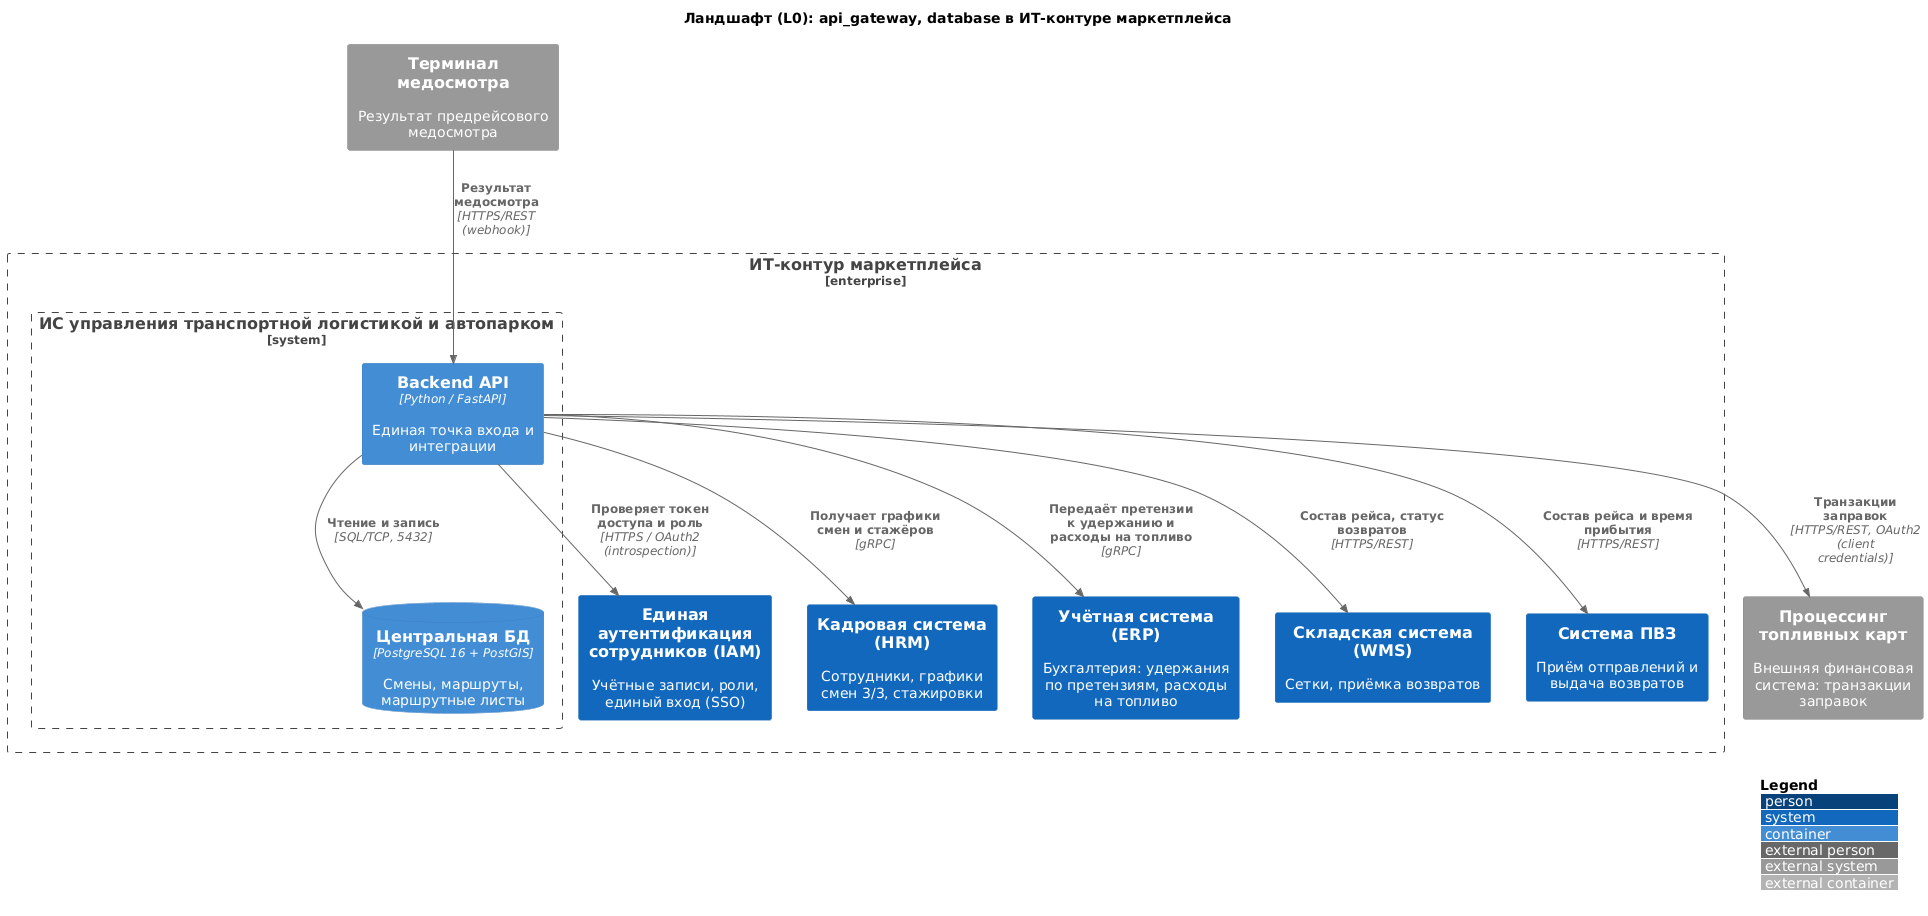 Ландшафт (L0): api_gateway, database в ИТ-контуре маркетплейса
Терминал
медосмотра
Результат предрейсового
медосмотра
Результат
медосмотра
[HTTPS/REST
(webhook)]
ИТ-контур маркетплейса
[enterprise]
ИС управления транспортной логистикой и автопарком
[system]
Backend API
[Python / FastAPI]
Единая точка входа и
интеграции
Чтение и запись
[SQL/TCP, 5432]
Проверяет токен
доступа и роль
[HTTPS / OAuth2
(introspection)]
Получает графики
смен и стажёров
[gRPC]
Передаёт претензии
к удержанию и
расходы на топливо
[gRPC]
Состав рейса, статус
возвратов
[HTTPS/REST]
Состав рейса и время
прибытия
[HTTPS/REST]
Транзакции
заправок
[HTTPS/REST, OAuth2
(client
credentials)]
Центральная БД
[PostgreSQL 16 + PostGIS]
Смены, маршруты,
маршрутные листы
Единая
аутентификация
сотрудников (IAM)
Учётные записи, роли,
единый вход (SSO)
Кадровая система
(HRM)
Сотрудники, графики
смен 3/3, стажировки
Учётная система
(ERP)
Бухгалтерия: удержания
по претензиям, расходы
на топливо
Складская система
(WMS)
Сетки, приёмка возвратов
Система ПВЗ
Приём отправлений и
выдача возвратов
Процессинг
топливных карт
Внешняя финансовая
система: транзакции
заправок
Legend
person
system
container
external person
external system
external container